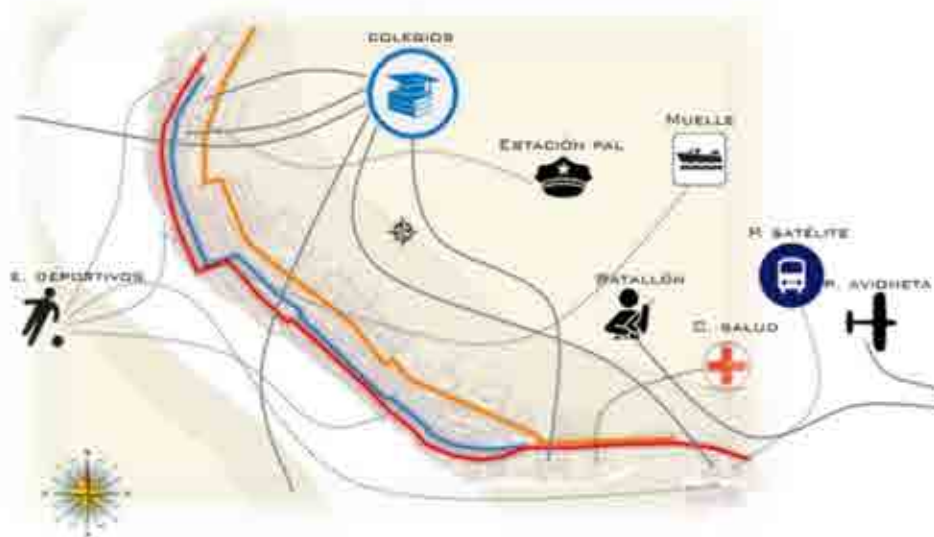 COLEGIOS
MUELLE
ESTACIÓN PAL
P. SATÉLITE
E. DEPORTIVOS
BATALLÓN
P. AVIONETA
C. SALUD